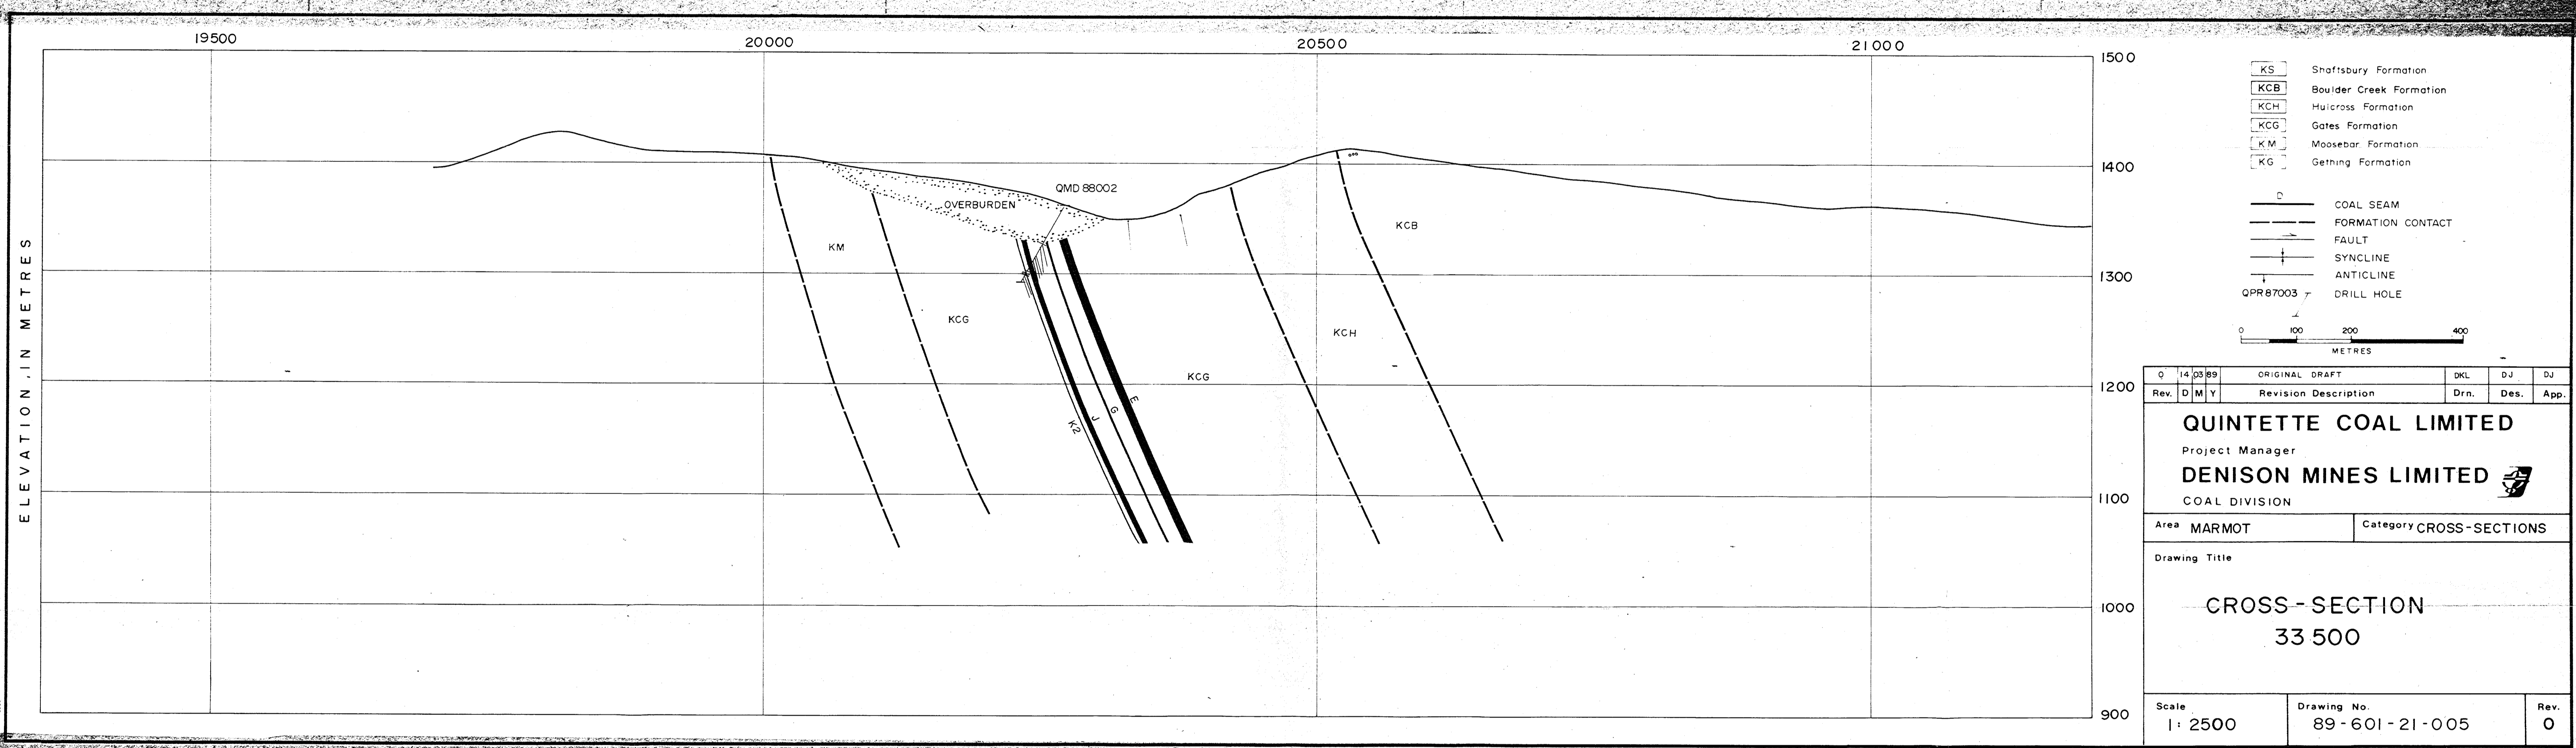 19500 20000 20500 21000
1500
1400
1300
1200
1100
1000
900
ELEVATION, IN METRES
QMD 88002
OVERBURDEN
KM
KCG
KCB
KCH
KCG
K2
J
G
E
KS Shaftsbury Formation
KCB Boulder Creek Formation
KCH Hulcross Formation
KCG Gates Formation
KM Moosebar Formation
KG Gething Formation
D
COAL SEAM
FORMATION CONTACT
FAULT
SYNCLINE
ANTICLINE
QPR 87003 DRILL HOLE
0 100 200 400
METRES
0 14 03 89 ORIGINAL DRAFT DKL DJ DJ
Rev. D M Y Revision Description Drn. Des. App.
QUINTETTE COAL LIMITED
Project Manager
DENISON MINES LIMITED
COAL DIVISION
Area MARMOT Category CROSS-SECTIONS
Drawing Title
CROSS-SECTION
33 500
Scale Drawing No. Rev.
1: 2500 89-601-21-005 0